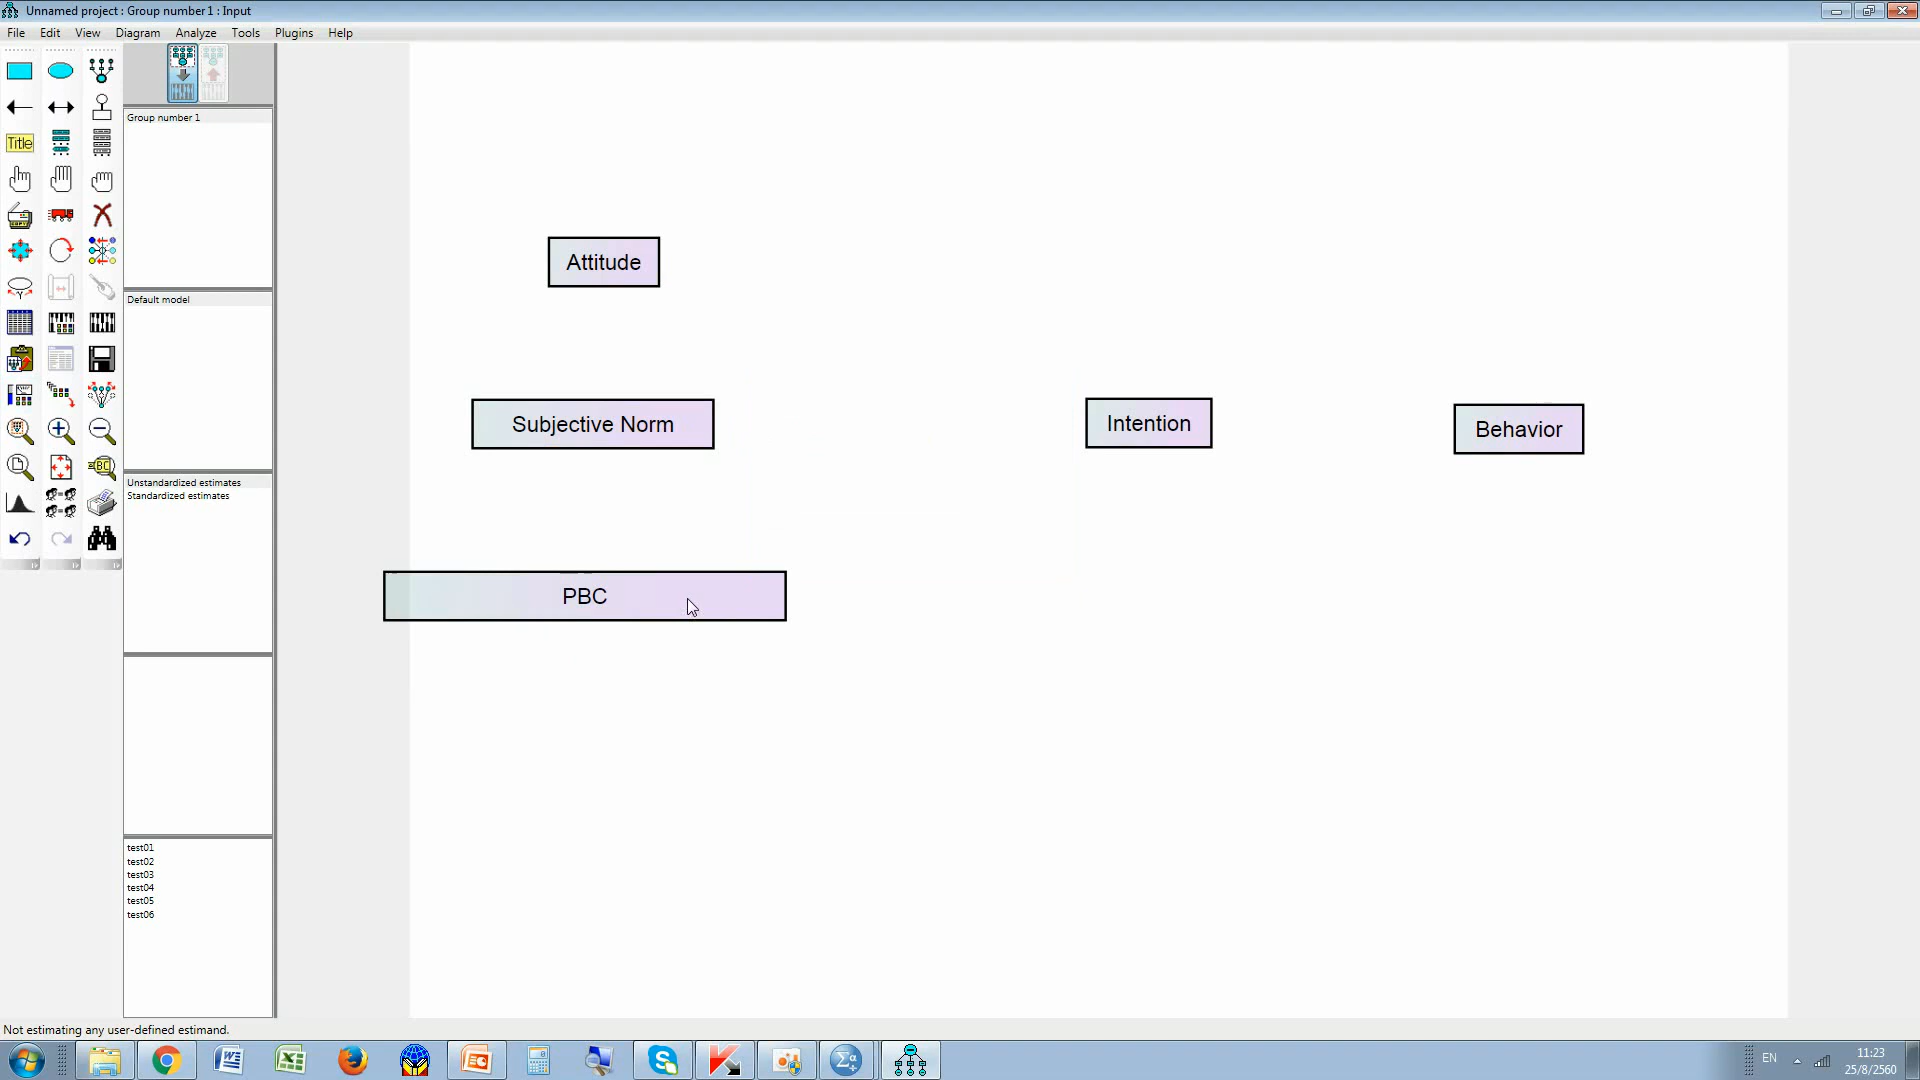 Unnamed project : Group number 1 : Input
File Edit View Diagram Analyze Tools Plugins Help
Title
Group number 1
Default model
Unstandardized estimates
Standardized estimates
test01
test02
test03
test04
test05
test06
Attitude
Subjective Norm
Intention
Behavior
PBC
Not estimating any user-defined estimand.
EN
11:23
25/8/2560